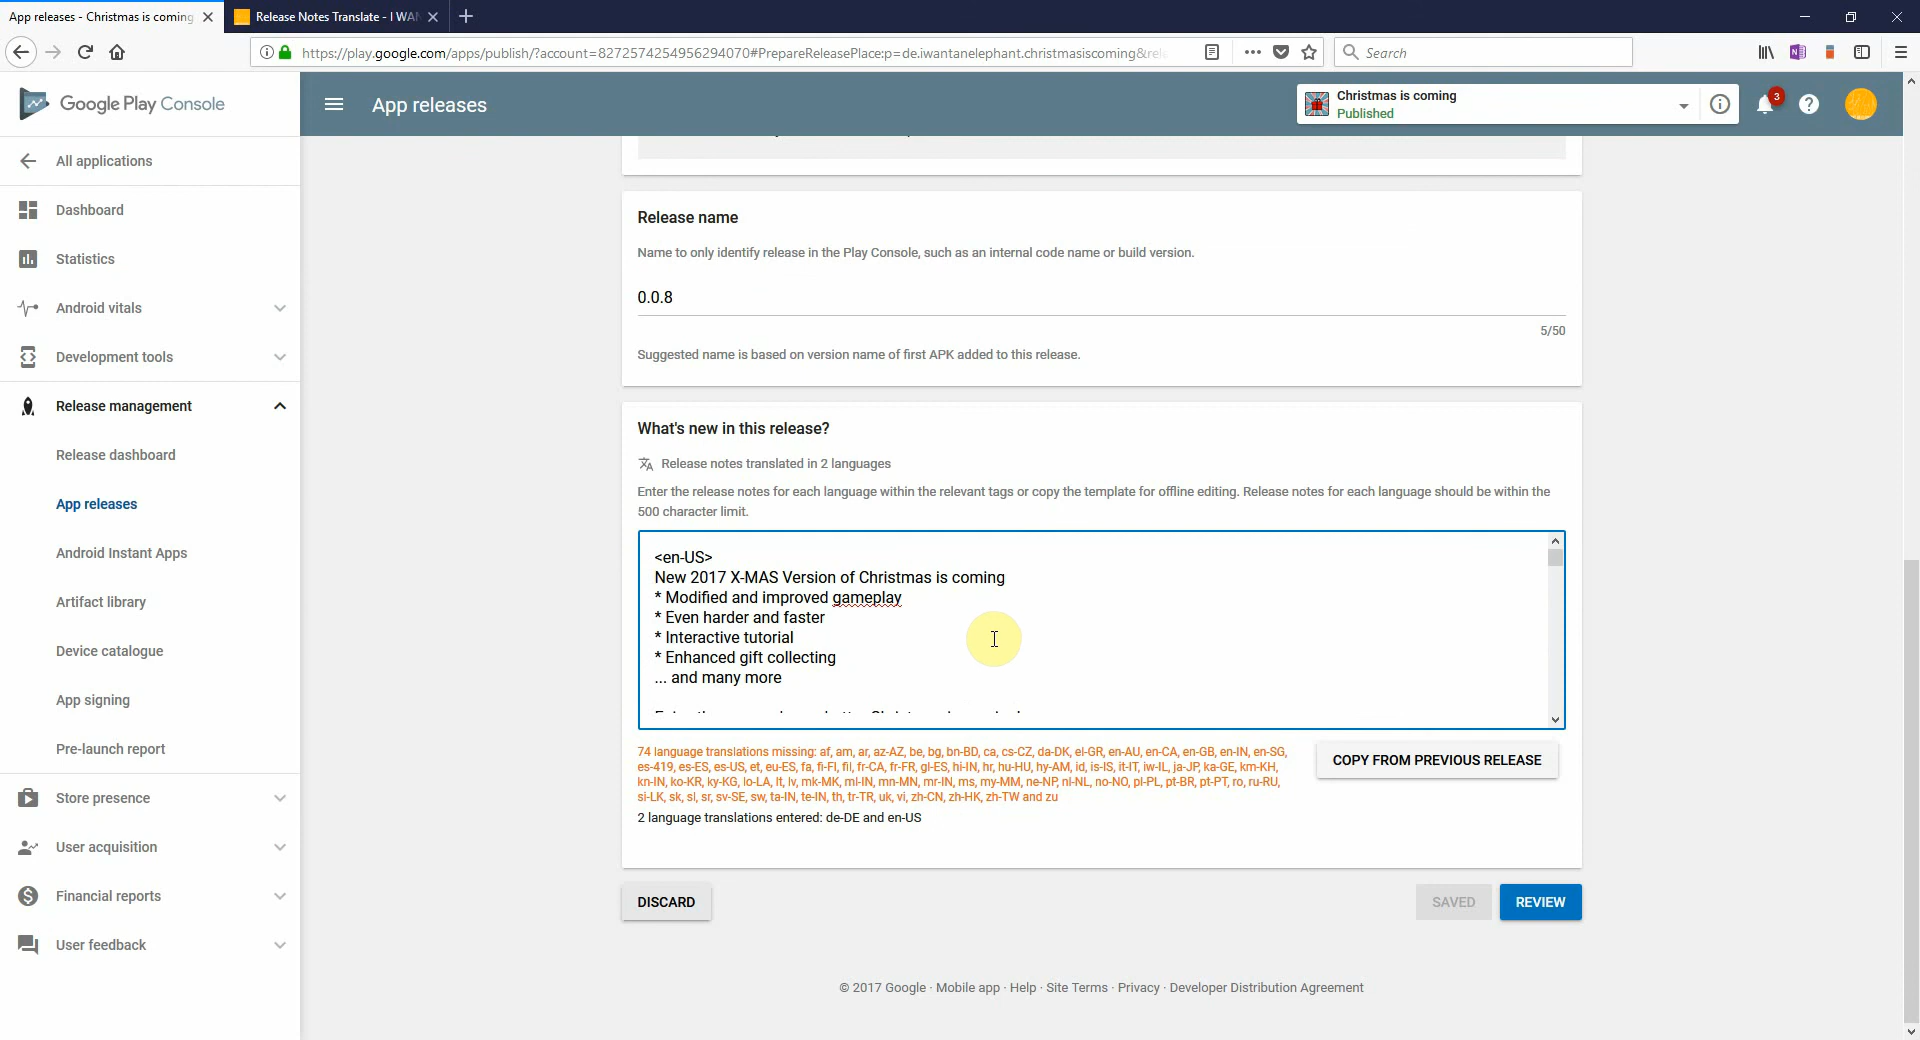 App releases - Christmas is coming
Release Notes Translate - I WAN
https://play.google.com/apps/publish/?account=8272574254956294070#PrepareReleasePlace:p=de.iwantanelephant.christmasiscoming&rele
Search
Google Play Console
App releases
Christmas is coming
Published
3
All applications
Dashboard
Statistics
Android vitals
Development tools
Release management
Release dashboard
App releases
Android Instant Apps
Artifact library
Device catalogue
App signing
Pre-launch report
Store presence
User acquisition
Financial reports
User feedback
Release name
Name to only identify release in the Play Console, such as an internal code name or build version.
0.0.8
5/50
Suggested name is based on version name of first APK added to this release.
What's new in this release?
Release notes translated in 2 languages
Enter the release notes for each language within the relevant tags or copy the template for offline editing. Release notes for each language should be within the
500 character limit.
<en-US>
New 2017 X-MAS Version of Christmas is coming
* Modified and improved gameplay
* Even harder and faster
* Interactive tutorial
* Enhanced gift collecting
... and many more
74 language translations missing: af, am, ar, az-AZ, be, bg, bn-BD, ca, cs-CZ, da-DK, el-GR, en-AU, en-CA, en-GB, en-IN, en-SG,
es-419, es-ES, es-US, et, eu-ES, fa, fi-FI, fil, fr-CA, fr-FR, gl-ES, hi-IN, hr, hu-HU, hy-AM, id, is-IS, it-IT, iw-IL, ja-JP, ka-GE, km-KH,
kn-IN, ko-KR, ky-KG, lo-LA, lt, lv, mk-MK, ml-IN, mn-MN, mr-IN, ms, my-MM, ne-NP, nl-NL, no-NO, pl-PL, pt-BR, pt-PT, ro, ru-RU,
si-LK, sk, sl, sr, sv-SE, sw, ta-IN, te-IN, th, tr-TR, uk, vi, zh-CN, zh-HK, zh-TW and zu
2 language translations entered: de-DE and en-US
COPY FROM PREVIOUS RELEASE
DISCARD
SAVED
REVIEW
© 2017 Google · Mobile app · Help · Site Terms · Privacy · Developer Distribution Agreement